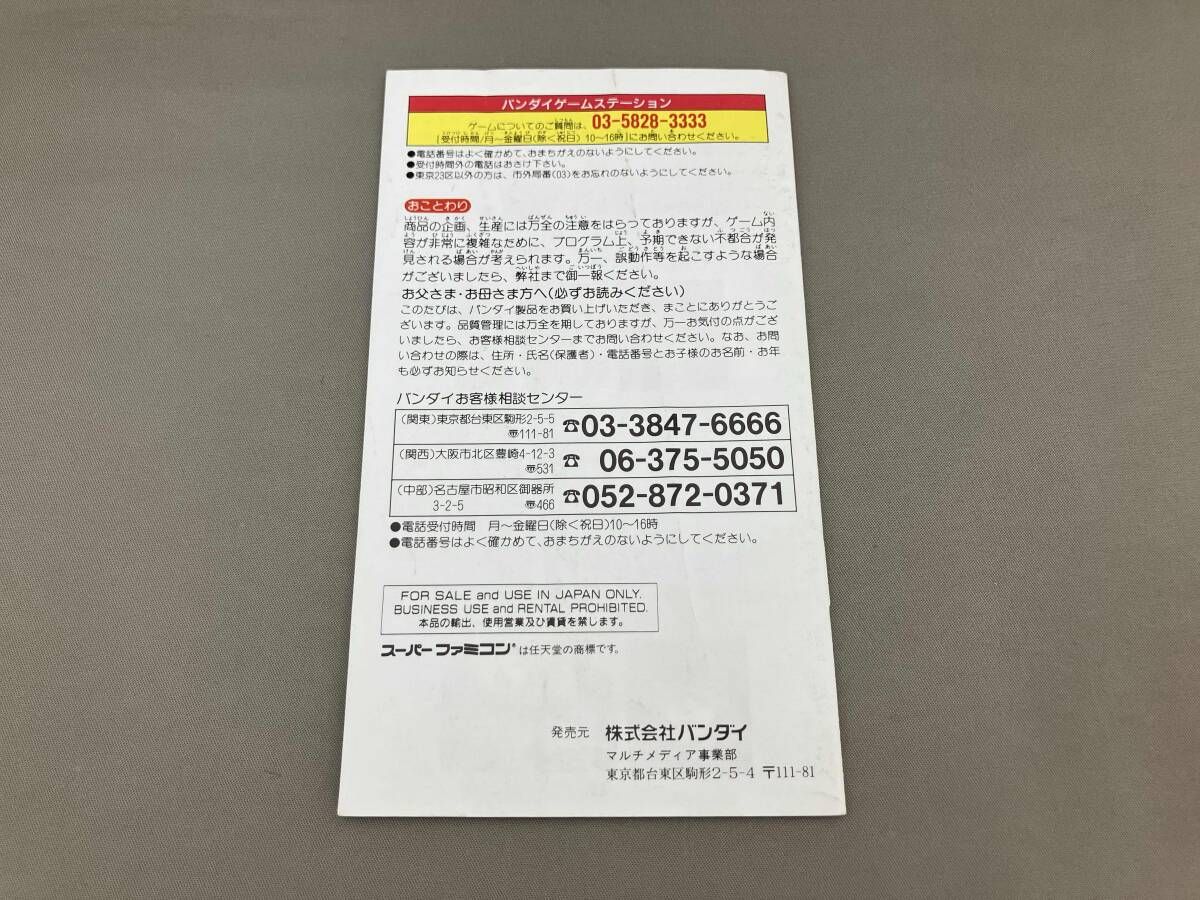 バンダイゲームステーション
ゲームについてのご質問は、 03-5828-3333
[受付時間/月〜金曜日(除く祝日) 10〜16時]にお問い合わせください。
●電話番号はよく確かめて、おまちがえのないようにしてください。
●受付時間外の電話はおさけ下さい。
●東京23区以外の方は、市外局番(03)をお忘れのないようにしてください。
おことわり
商品の企画、生産には万全の注意をはらっておりますが、ゲーム内
容が非常に複雑なために、プログラム上、予期できない不都合が発
見される場合が考えられます。万一、誤動作等を起こすような場合
がございましたら、弊社まで御一報ください。
お父さま・お母さま方へ(必ずお読みください)
このたびは、バンダイ製品をお買い上げいただき、まことにありがとうご
ざいます。品質管理には万全を期しておりますが、万一お気付の点がござ
いましたら、お客様相談センターまでお問い合わせください。なお、お問
い合わせの際は、住所・氏名(保護者)・電話番号とお子様のお名前・お年
も必ずお知らせください。
バンダイお客様相談センター
(関東)東京都台東区駒形2-5-5 〠111-81 ☎03-3847-6666
(関西)大阪市北区豊崎4-12-3 〠531 ☎ 06-375-5050
(中部)名古屋市昭和区御器所 3-2-5 〠466 ☎052-872-0371
●電話受付時間 月〜金曜日(除く祝日)10〜16時
●電話番号はよく確かめて、おまちがえのないようにしてください。
FOR SALE and USE IN JAPAN ONLY.
BUSINESS USE and RENTAL PROHIBITED.
本品の輸出、使用営業及び賃貸を禁します。
スーパーファミコン®は任天堂の商標です。
発売元 株式会社バンダイ
マルチメディア事業部
東京都台東区駒形2-5-4 〒111-81